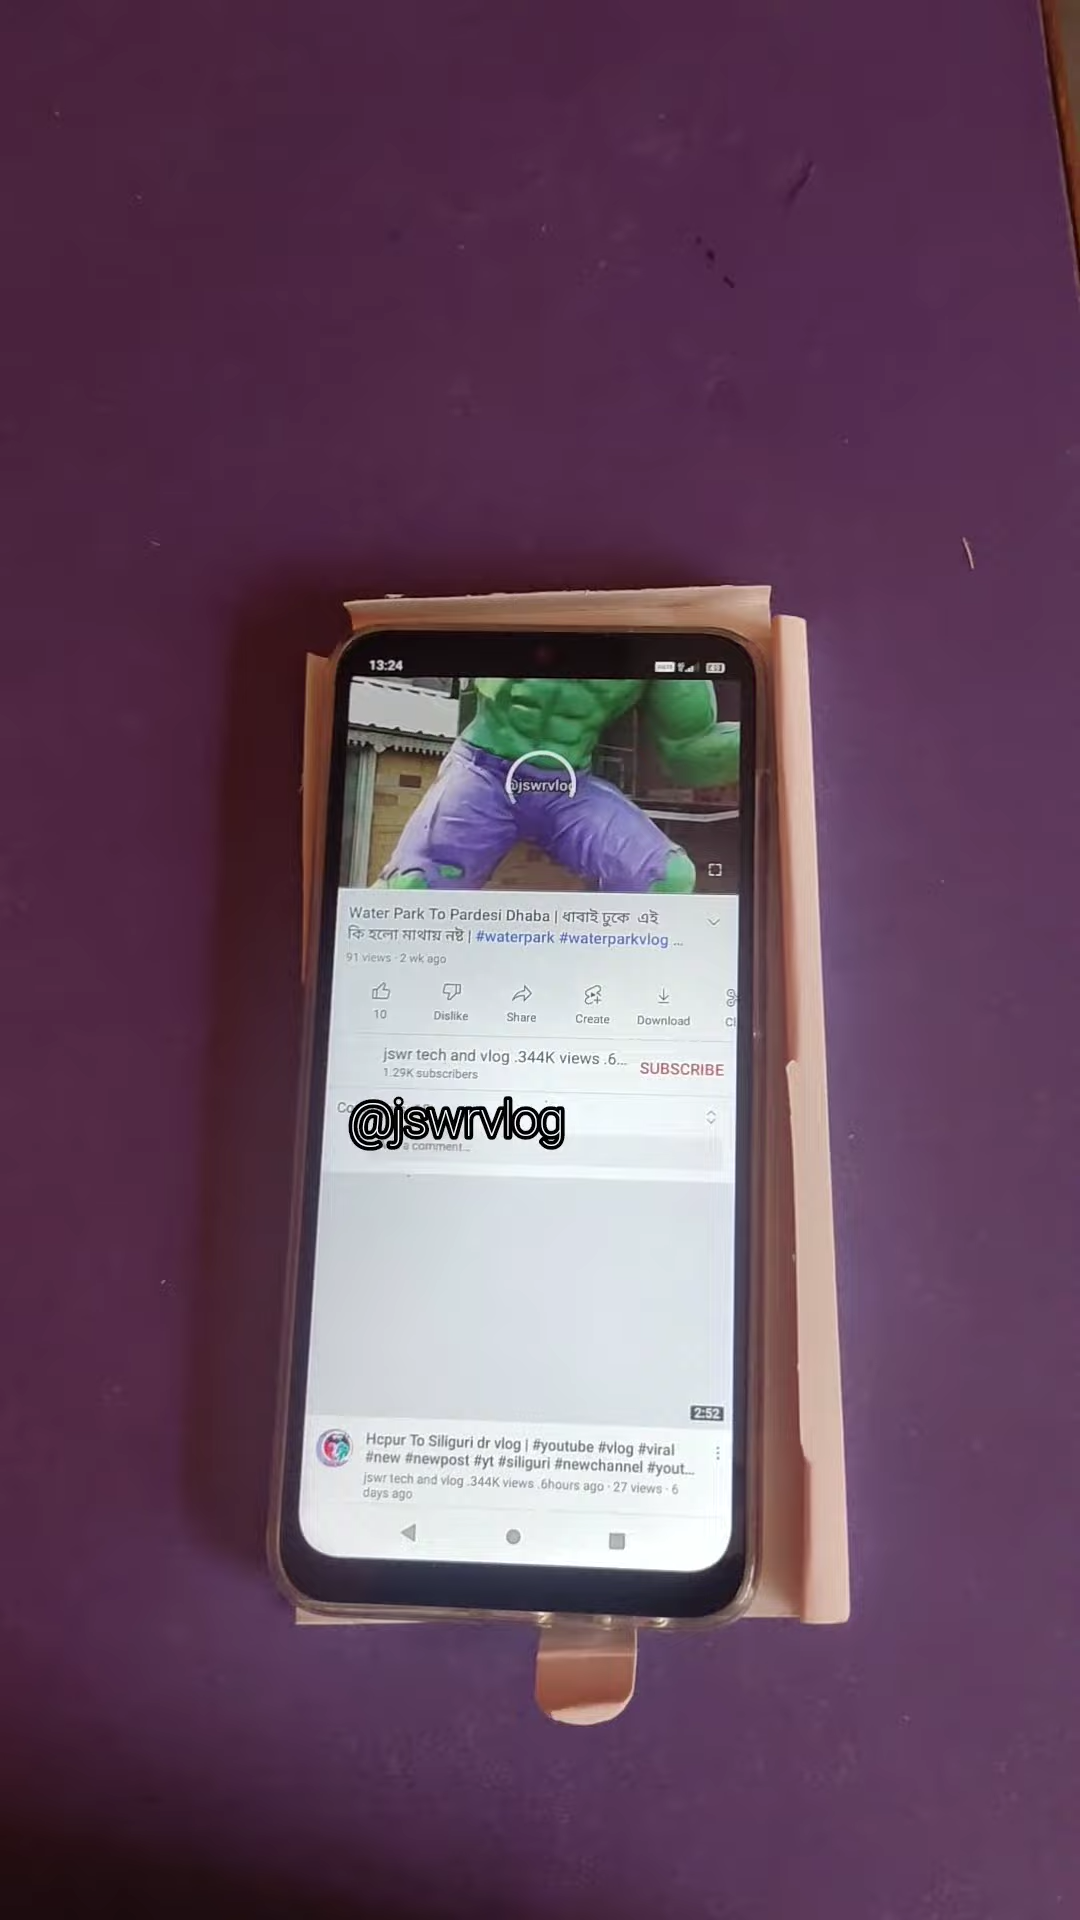 13:24
@jswrvlog
Water Park To Pardesi Dhaba | ধাবাই ঢুকে এই
কি হলো মাথায় নষ্ট | #waterpark #waterparkvlog ...
91 views · 2 wk ago
10 Dislike Share Create Download Cl
jswr tech and vlog .344K views .6...
SUBSCRIBE
1.29K subscribers
Co
@jswrvlog
comment...
2:52
Hcpur To Siliguri dr vlog | #youtube #vlog #viral
#new #newpost #yt #siliguri #newchannel #yout...
jswr tech and vlog .344K views .6hours ago · 27 views · 6
days ago